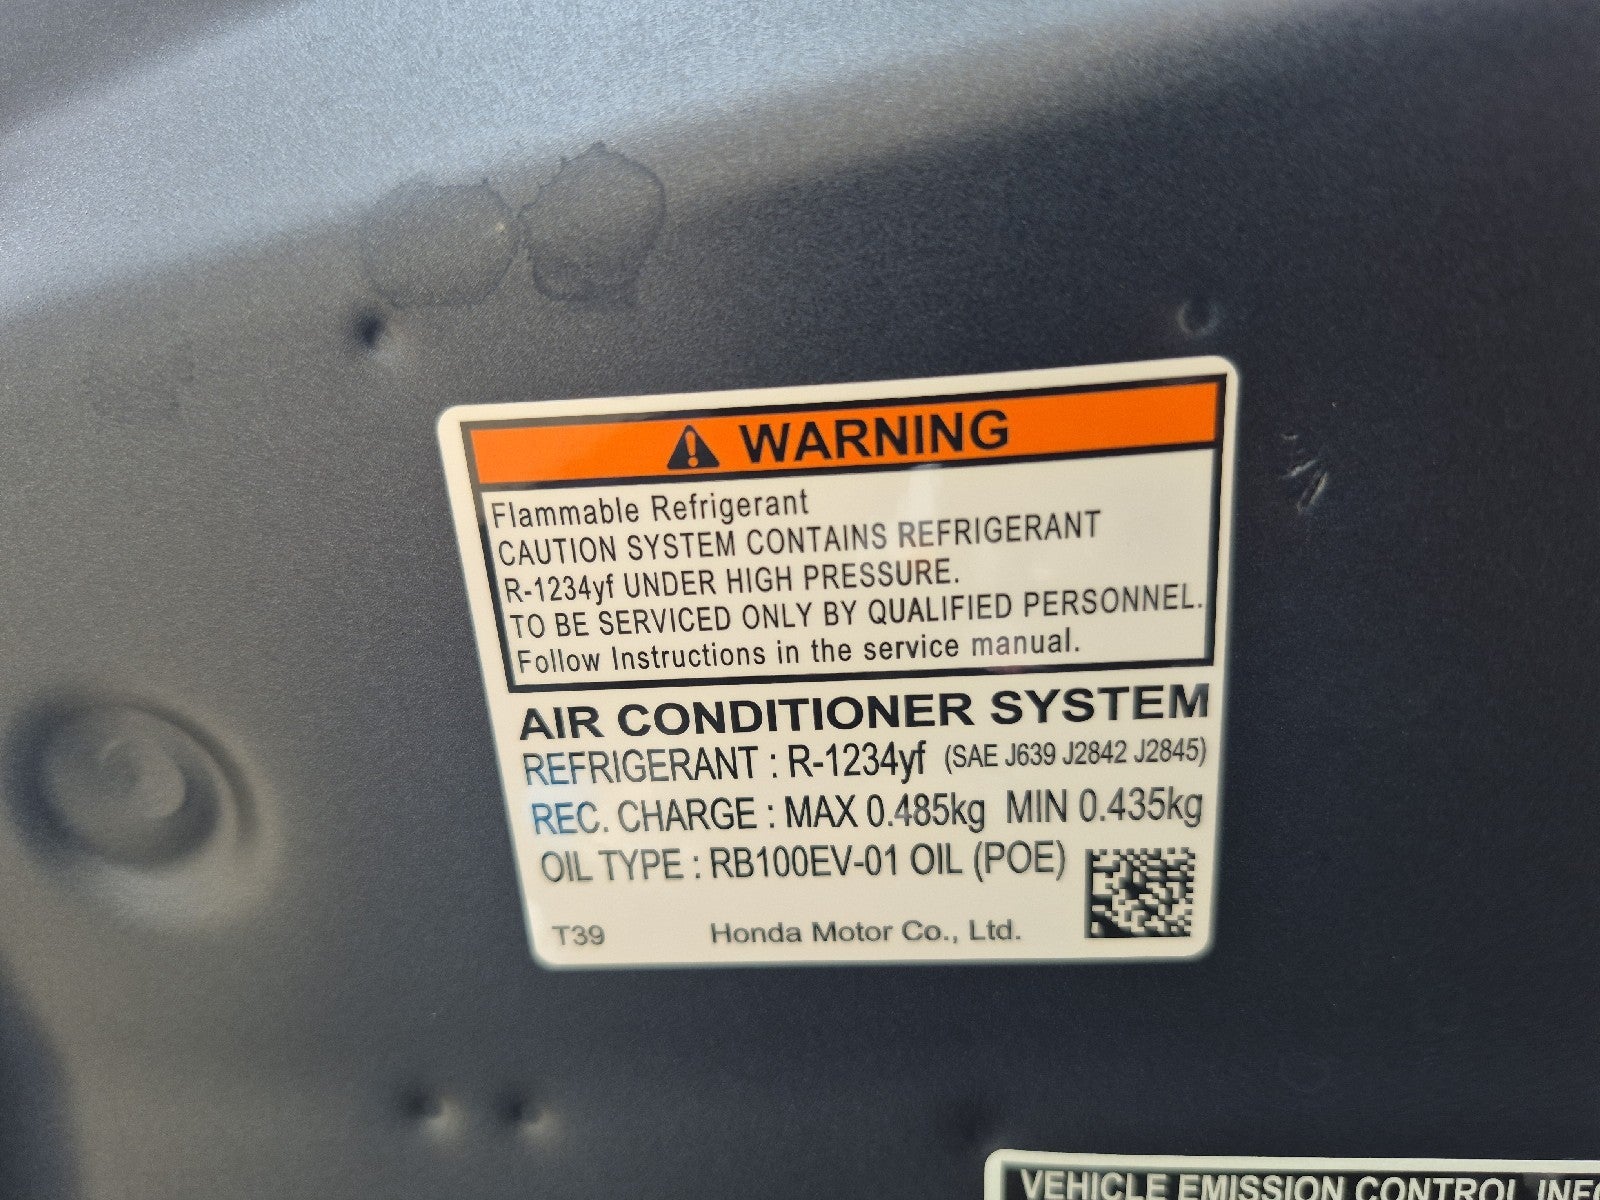 WARNING
Flammable Refrigerant
CAUTION SYSTEM CONTAINS REFRIGERANT
R-1234yf UNDER HIGH PRESSURE.
TO BE SERVICED ONLY BY QUALIFIED PERSONNEL.
Follow Instructions in the service manual.
AIR CONDITIONER SYSTEM
REFRIGERANT : R-1234yf (SAE J639 J2842 J2845)
REC. CHARGE : MAX 0.485kg MIN 0.435kg
OIL TYPE : RB100EV-01 OIL (POE)
T39 Honda Motor Co., Ltd.
VEHICLE EMISSION CONTROL